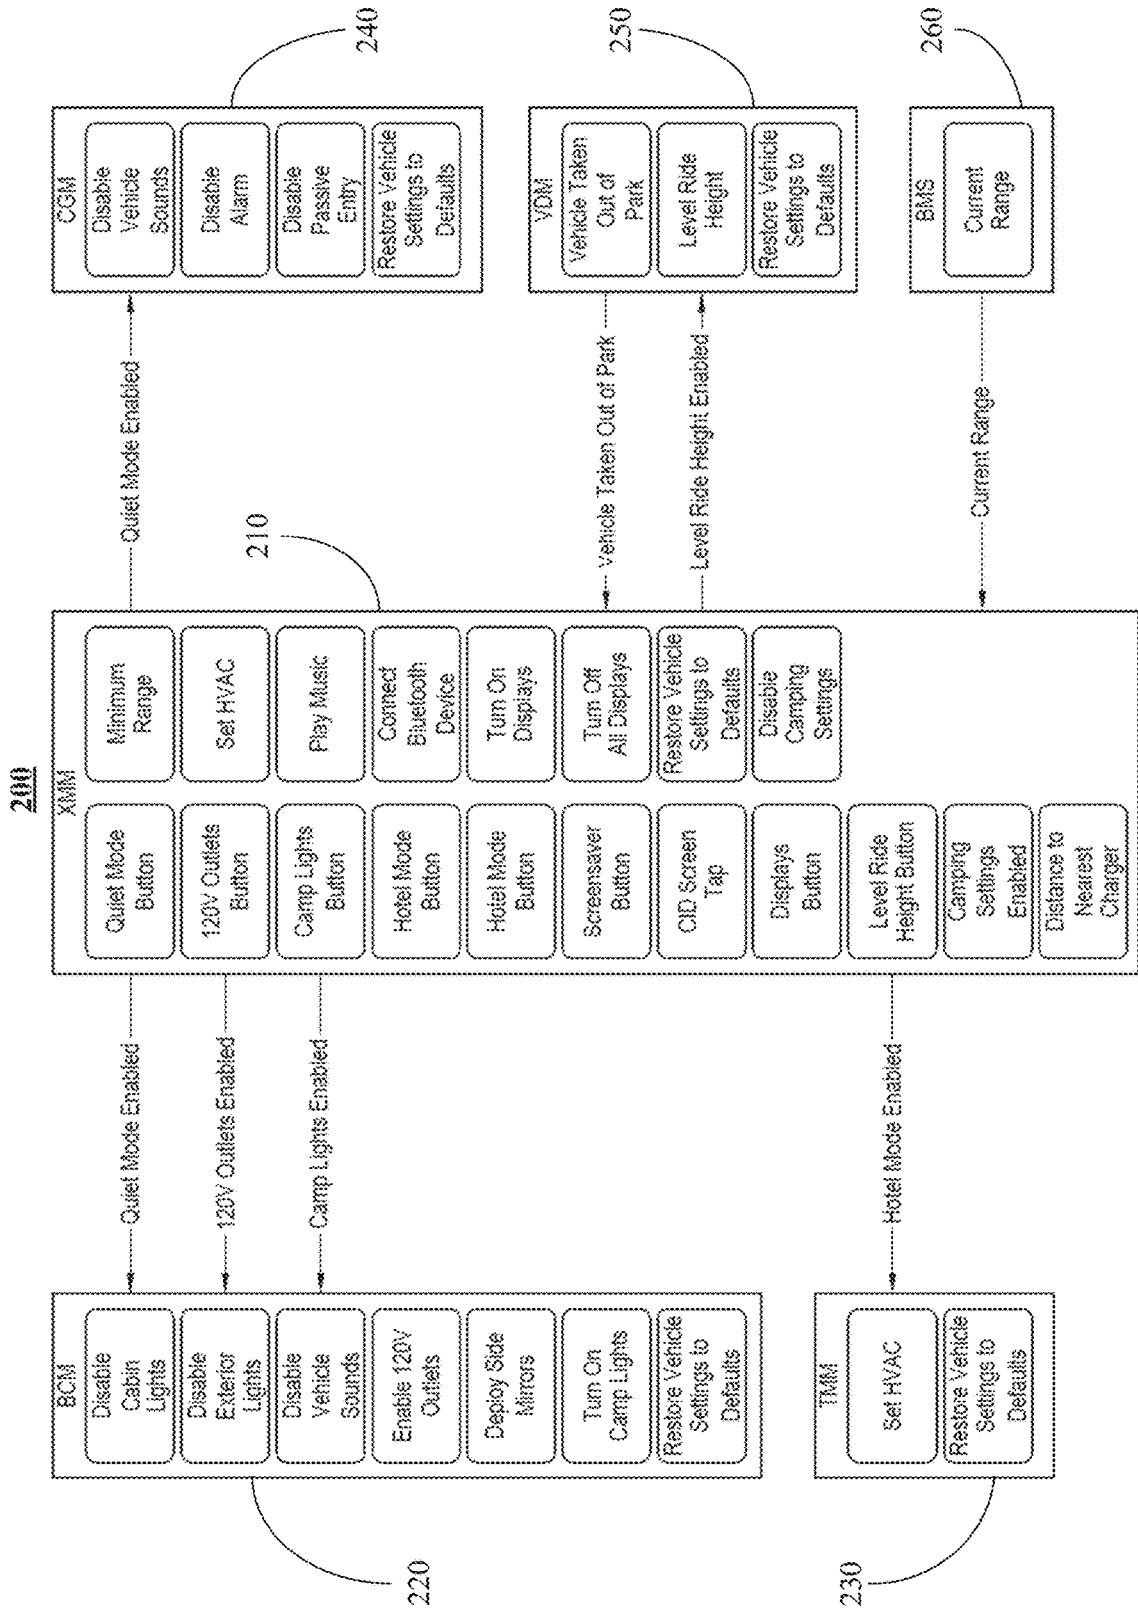 200
BCM
Disable
Cabin
Lights
Disable
Exterior
Lights
Disable
Vehicle
Sounds
Enable 120V
Outlets
Deploy Side
Mirrors
Turn On
Camp Lights
Restore Vehicle
Settings to
Defaults
220
TMM
Set HVAC
Restore Vehicle
Settings to
Defaults
230
Quiet Mode Enabled
120V Outlets Enabled
Camp Lights Enabled
Hotel Mode Enabled
XMM
Quiet Mode
Button
120V Outlets
Button
Camp Lights
Button
Hotel Mode
Button
Hotel Mode
Button
Screensaver
Button
CID Screen
Tap
Displays
Button
Level Ride
Height Button
Camping
Settings
Enabled
Distance to
Nearest
Charger
Minimum
Range
Set HVAC
Play Music
Connect
Bluetooth
Device
Turn On
Displays
Turn Off
All Displays
Restore Vehicle
Settings to
Defaults
Disable
Camping
Settings
210
Quiet Mode Enabled
Vehicle Taken Out of Park
Level Ride Height Enabled
Current Range
CGM
Disable
Vehicle
Sounds
Disable
Alarm
Disable
Passive
Entry
Restore Vehicle
Settings to
Defaults
240
VDM
Vehicle Taken
Out of
Park
Level Ride
Height
Restore Vehicle
Settings to
Defaults
250
BMS
Current
Range
260